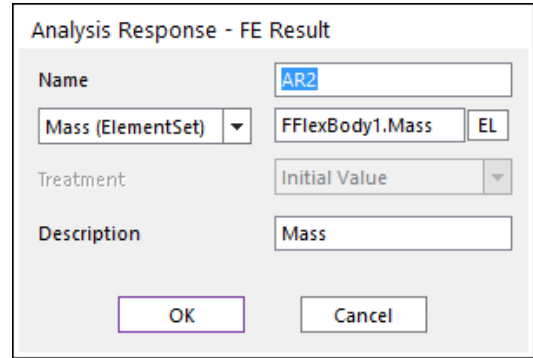 Analysis Response - FE Result
Name AR2
Mass (ElementSet) FFlexBody1.Mass EL
Treatment Initial Value
Description Mass
OK Cancel